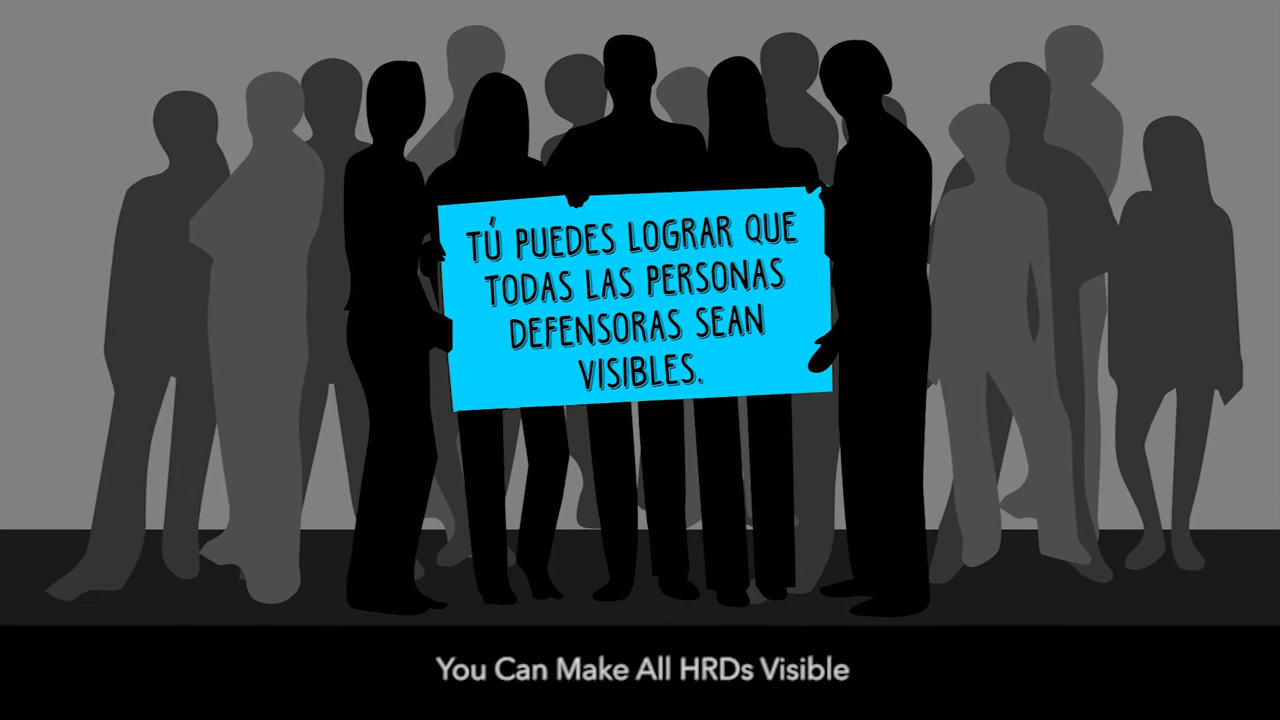 TÚ PUEDES LOGRAR QUE
TODAS LAS PERSONAS
DEFENSORAS SEAN
VISIBLES.
You Can Make All HRDs Visible